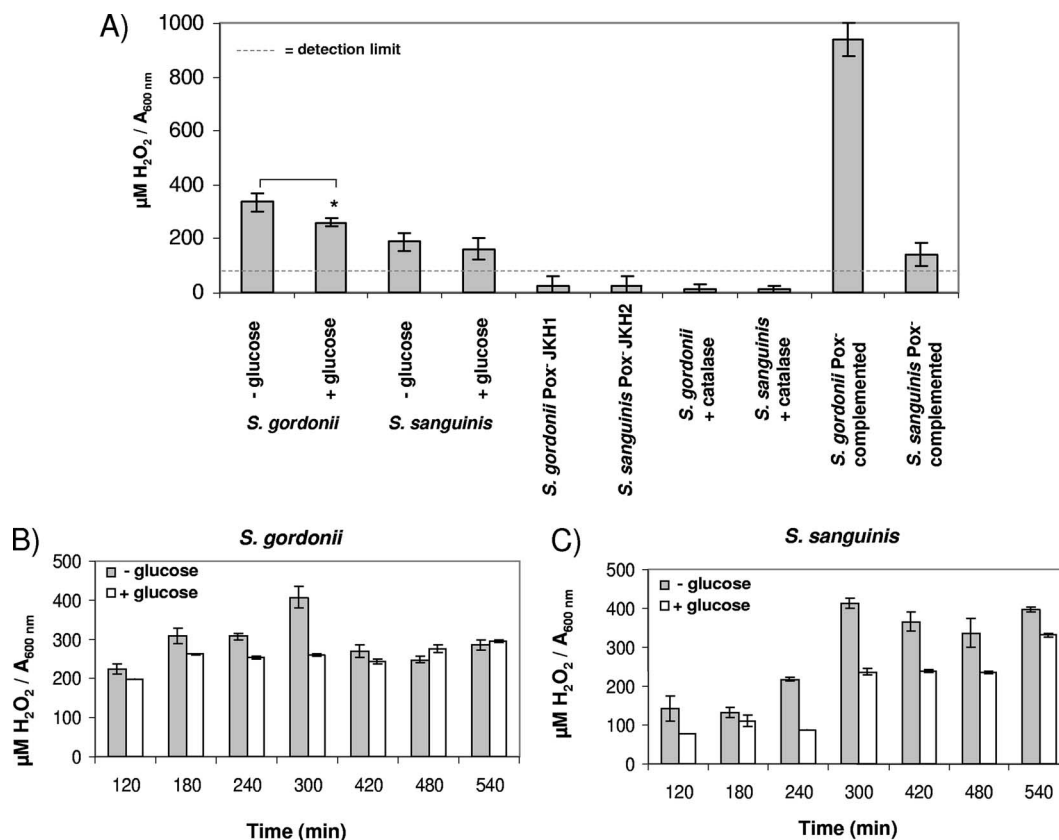 A)
µM H₂O₂ / A₆₀₀ nm
1000
800
600
400
200
0
= detection limit
*
- glucose
+ glucose
- glucose
+ glucose
S. gordonii
S. sanguinis
S. gordonii Pox⁻ JKH1
S. sanguinis Pox⁻ JKH2
S. gordonii
+ catalase
S. sanguinis
+ catalase
S. gordonii Pox⁻
complemented
S. sanguinis Pox⁻
complemented
B)
S. gordonii
µM H₂O₂ / A₆₀₀ nm
500
400
300
200
100
0
- glucose
+ glucose
120 180 240 300 420 480 540
Time (min)
C)
S. sanguinis
µM H₂O₂ / A₆₀₀ nm
500
400
300
200
100
0
- glucose
+ glucose
120 180 240 300 420 480 540
Time (min)